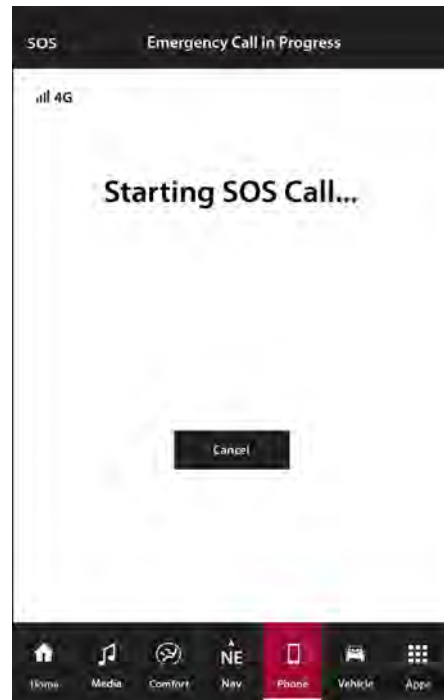 SOS Emergency Call in Progress
4G
Starting SOS Call...
Cancel
NE
Home Media Comfort Nav Phone Vehicle Apps